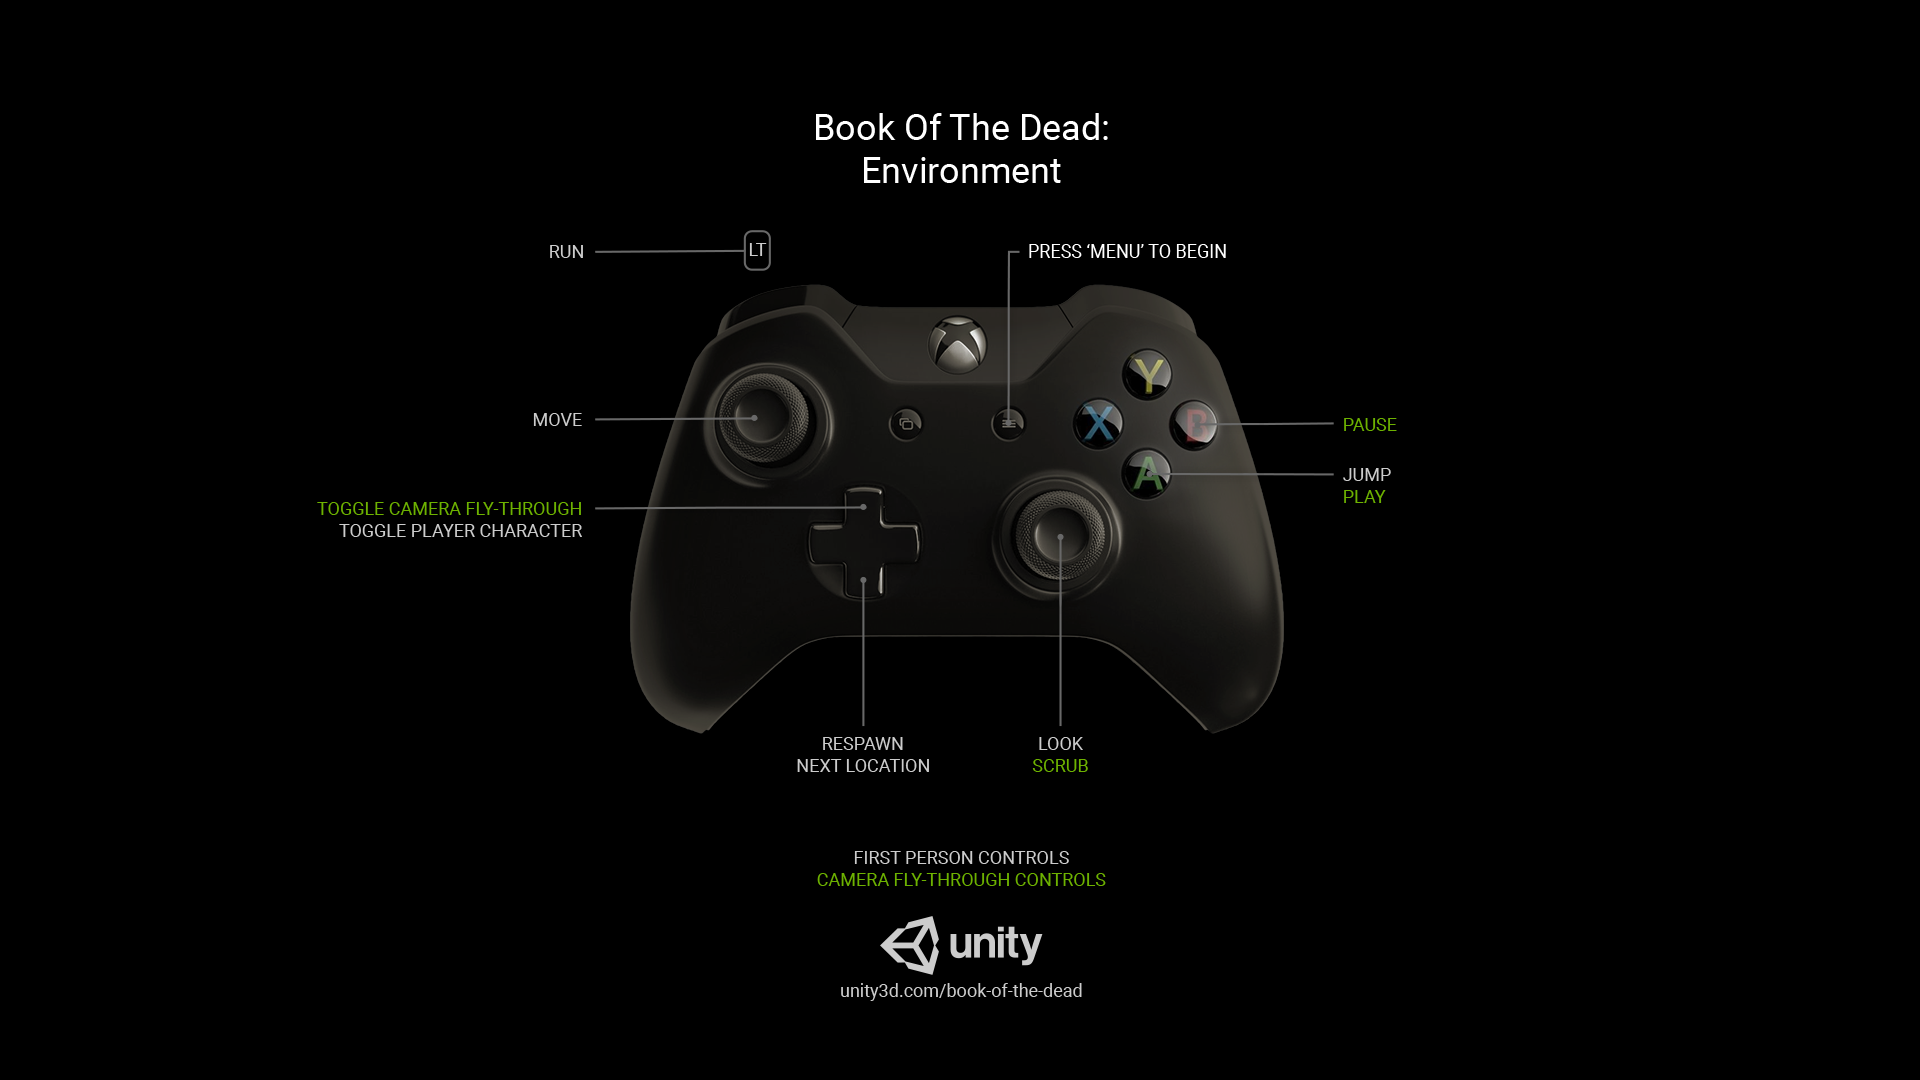 Book Of The Dead:
Environment
RUN
LT
PRESS ‘MENU’ TO BEGIN
Y
X
B
A
MOVE
PAUSE
JUMP
PLAY
TOGGLE CAMERA FLY-THROUGH
TOGGLE PLAYER CHARACTER
RESPAWN
NEXT LOCATION
LOOK
SCRUB
FIRST PERSON CONTROLS
CAMERA FLY-THROUGH CONTROLS
unity
unity3d.com/book-of-the-dead